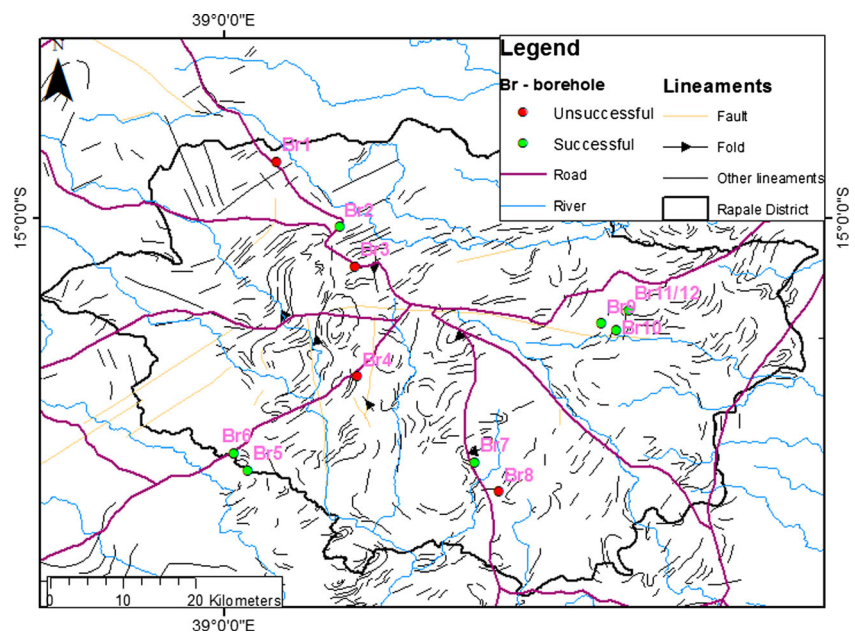 39°0'0"E
N
Legend
Br - borehole
Unsuccessful
Successful
Road
River
Lineaments
Fault
Fold
Other lineaments
Rapale District
15°0'0"S
15°0'0"S
Br1
Br2
Br3
Br11/12
Br9
Br10
Br4
Br6
Br5
Br7
Br8
0 10 20 Kilometers
39°0'0"E